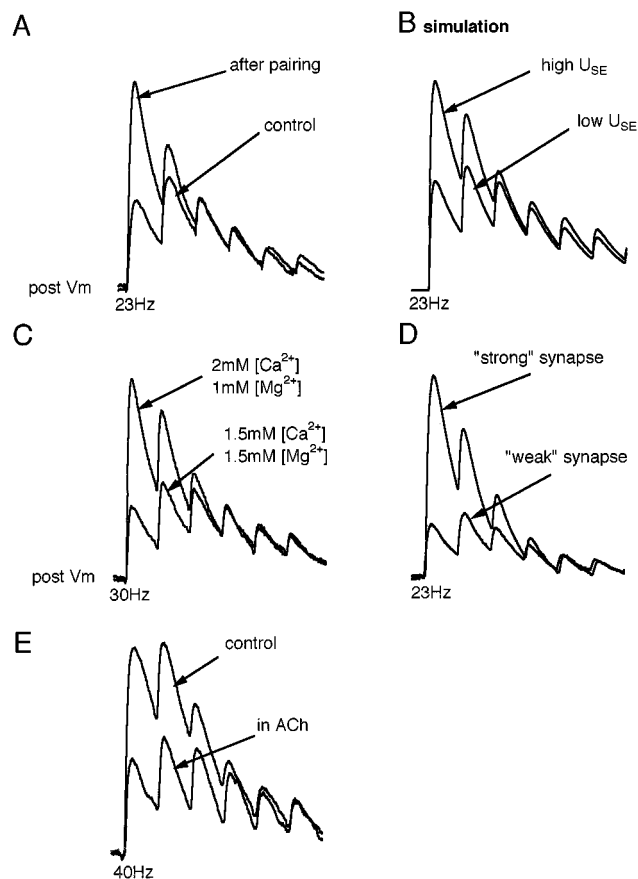 A
after pairing
control
post Vm
23Hz
B simulation
high U_SE
low U_SE
23Hz
C
2mM [Ca²⁺]
1mM [Mg²⁺]
1.5mM [Ca²⁺]
1.5mM [Mg²⁺]
post Vm
30Hz
D
"strong" synapse
"weak" synapse
23Hz
E
control
in ACh
40Hz